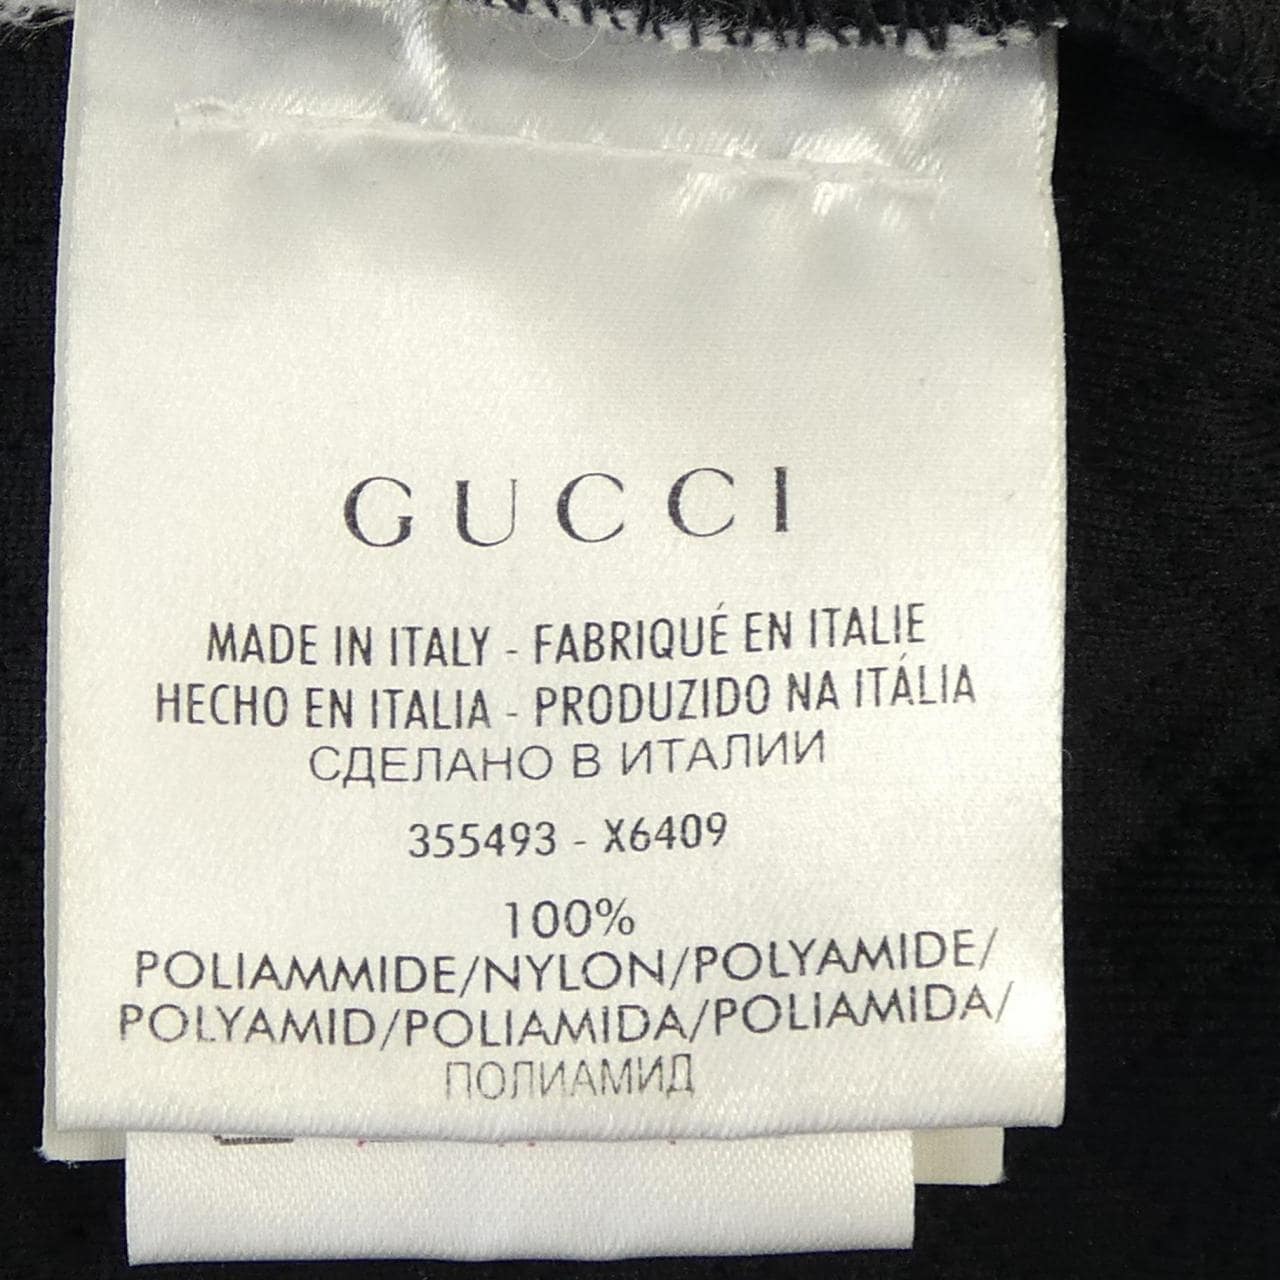 GUCCI
MADE IN ITALY - FABRIQUÉ EN ITALIE
HECHO EN ITALIA - PRODUZIDO NA ITÁLIA
СДЕЛАНО В ИТАЛИИ
355493 - X6409
100%
POLIAMMIDE/NYLON/POLYAMIDE/
POLYAMID/POLIAMIDA/POLIAMIDA/
ПОЛИАМИД